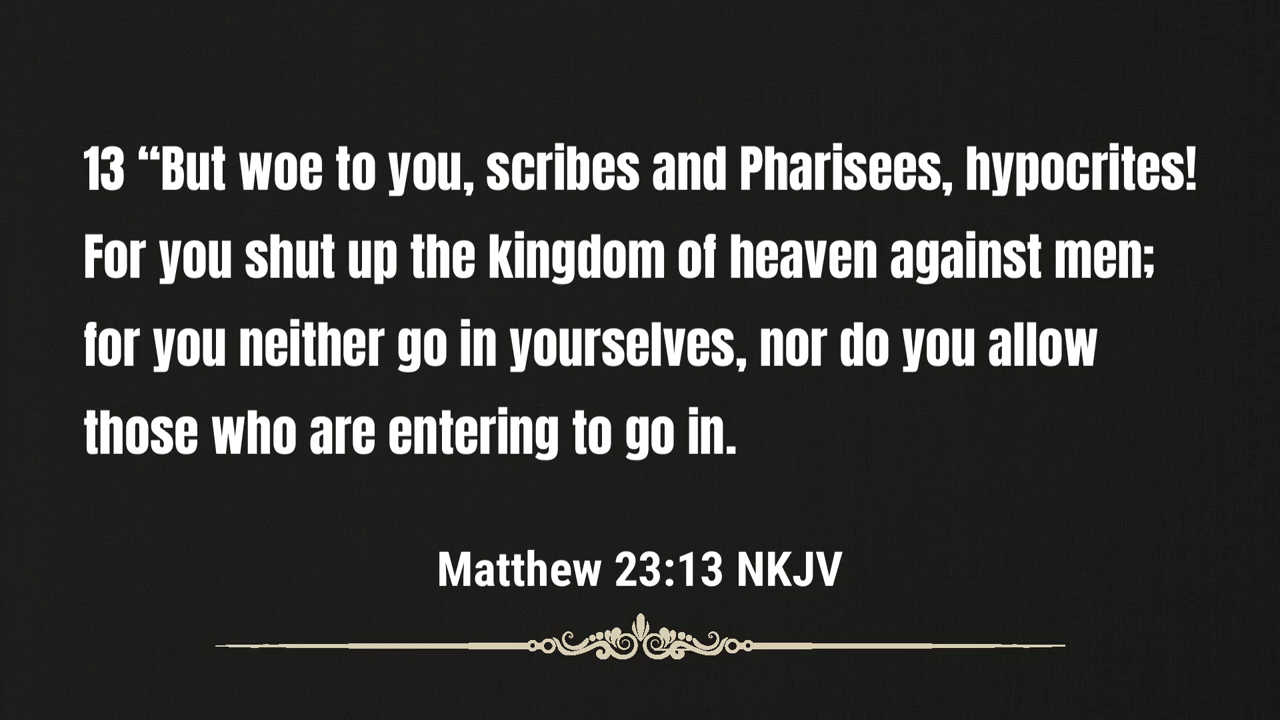 13 “But woe to you, scribes and Pharisees, hypocrites!
For you shut up the kingdom of heaven against men;
for you neither go in yourselves, nor do you allow
those who are entering to go in.
Matthew 23:13 NKJV